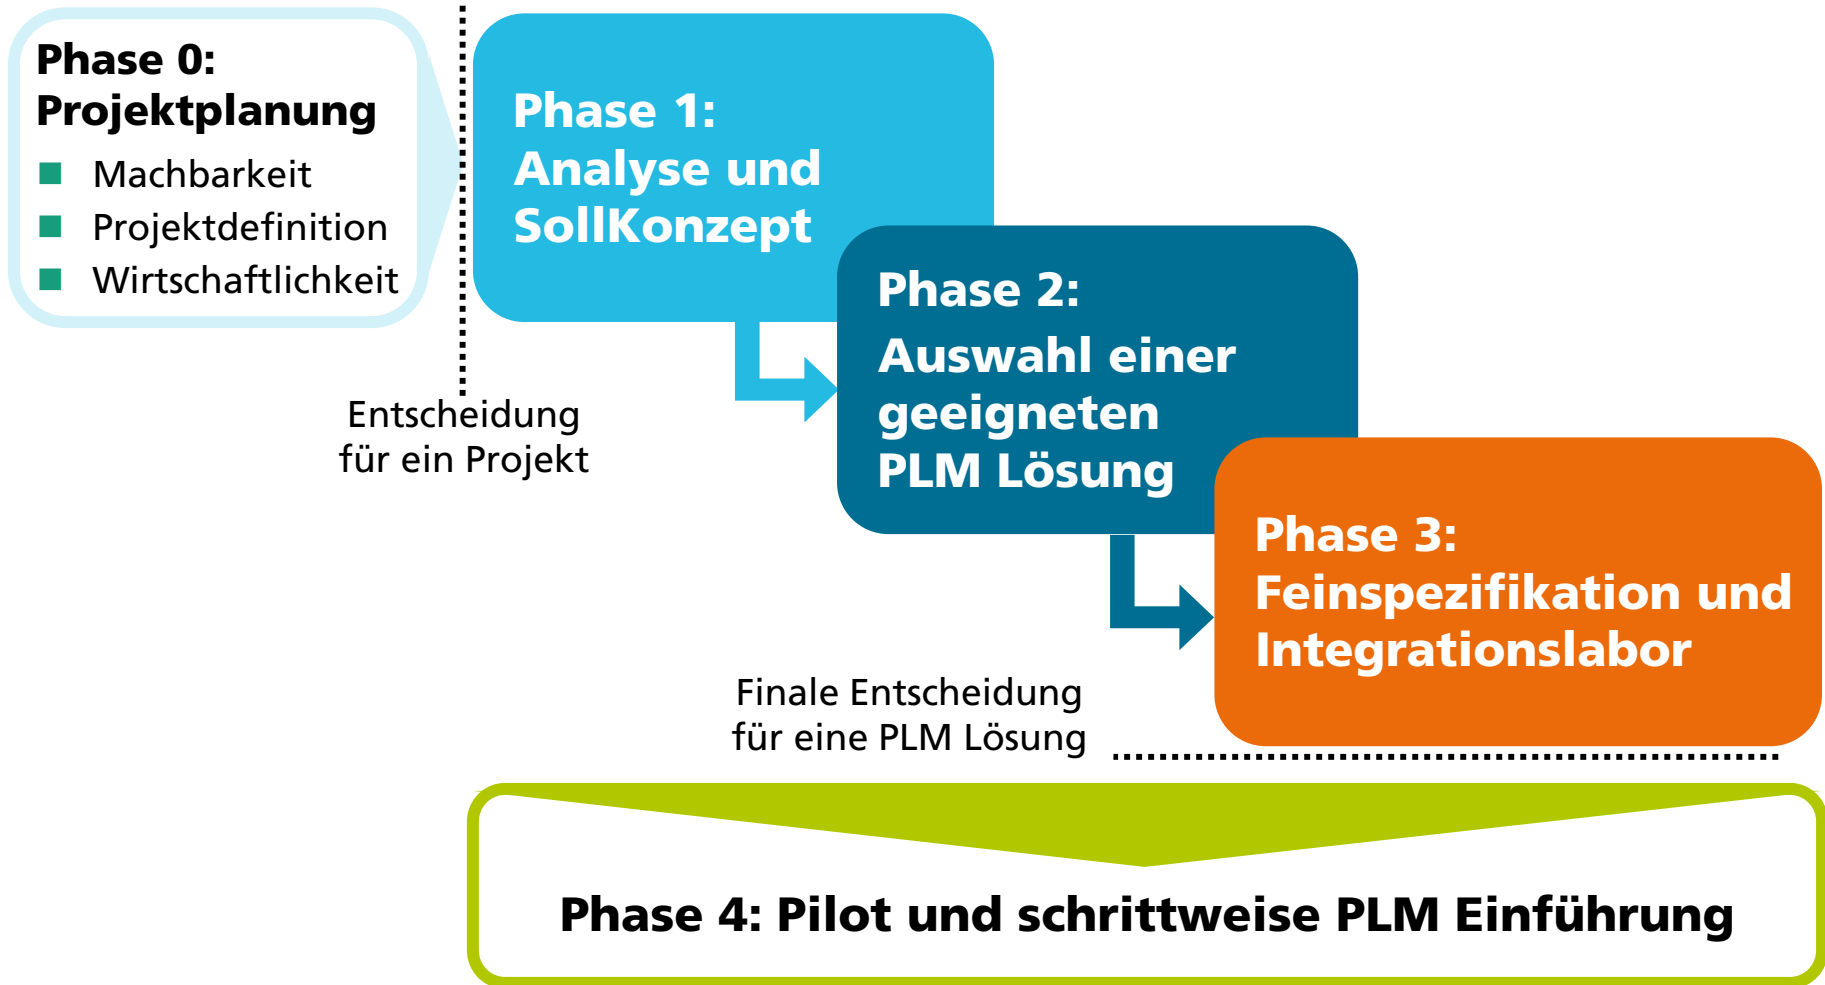 Phase 0:
Projektplanung
Machbarkeit
Projektdefinition
Wirtschaftlichkeit
Entscheidung
für ein Projekt
Phase 1:
Analyse und
SollKonzept
Phase 2:
Auswahl einer
geeigneten
PLM Lösung
Phase 3:
Feinspezifikation und
Integrationslabor
Finale Entscheidung
für eine PLM Lösung
Phase 4: Pilot und schrittweise PLM Einführung